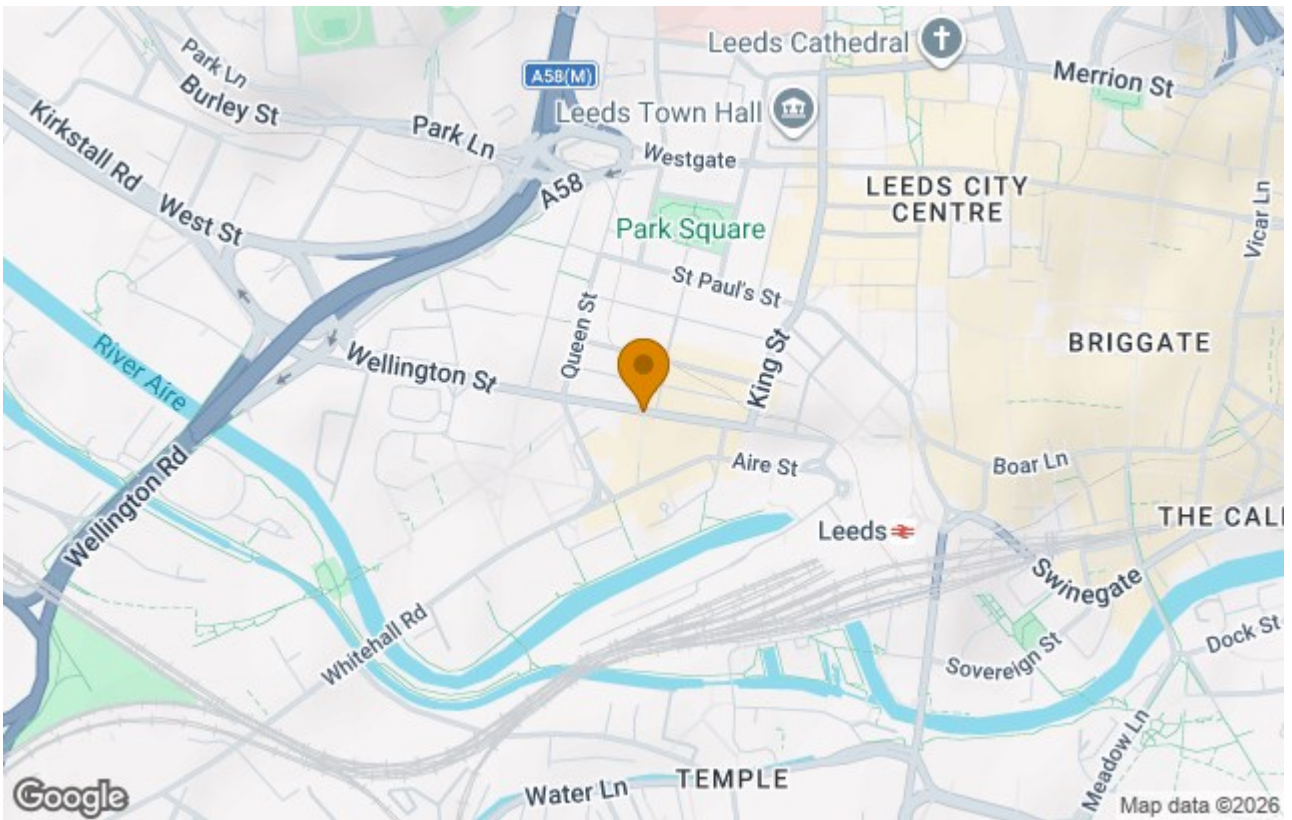 Leeds Cathedral
A58(M)
Merrion St
Park Ln
Burley St
Leeds Town Hall
Kirkstall Rd
Park Ln
Westgate
A58
LEEDS CITY
CENTRE
West St
Park Square
Vicar Ln
St Paul's St
Queen St
River Aire
Wellington St
King St
BRIGGATE
Wellington Rd
Aire St
Boar Ln
Leeds
THE CALL
Swinegate
Whitehall Rd
Sovereign St
Dock St
Meadow Ln
Water Ln
TEMPLE
Google
Map data ©2026